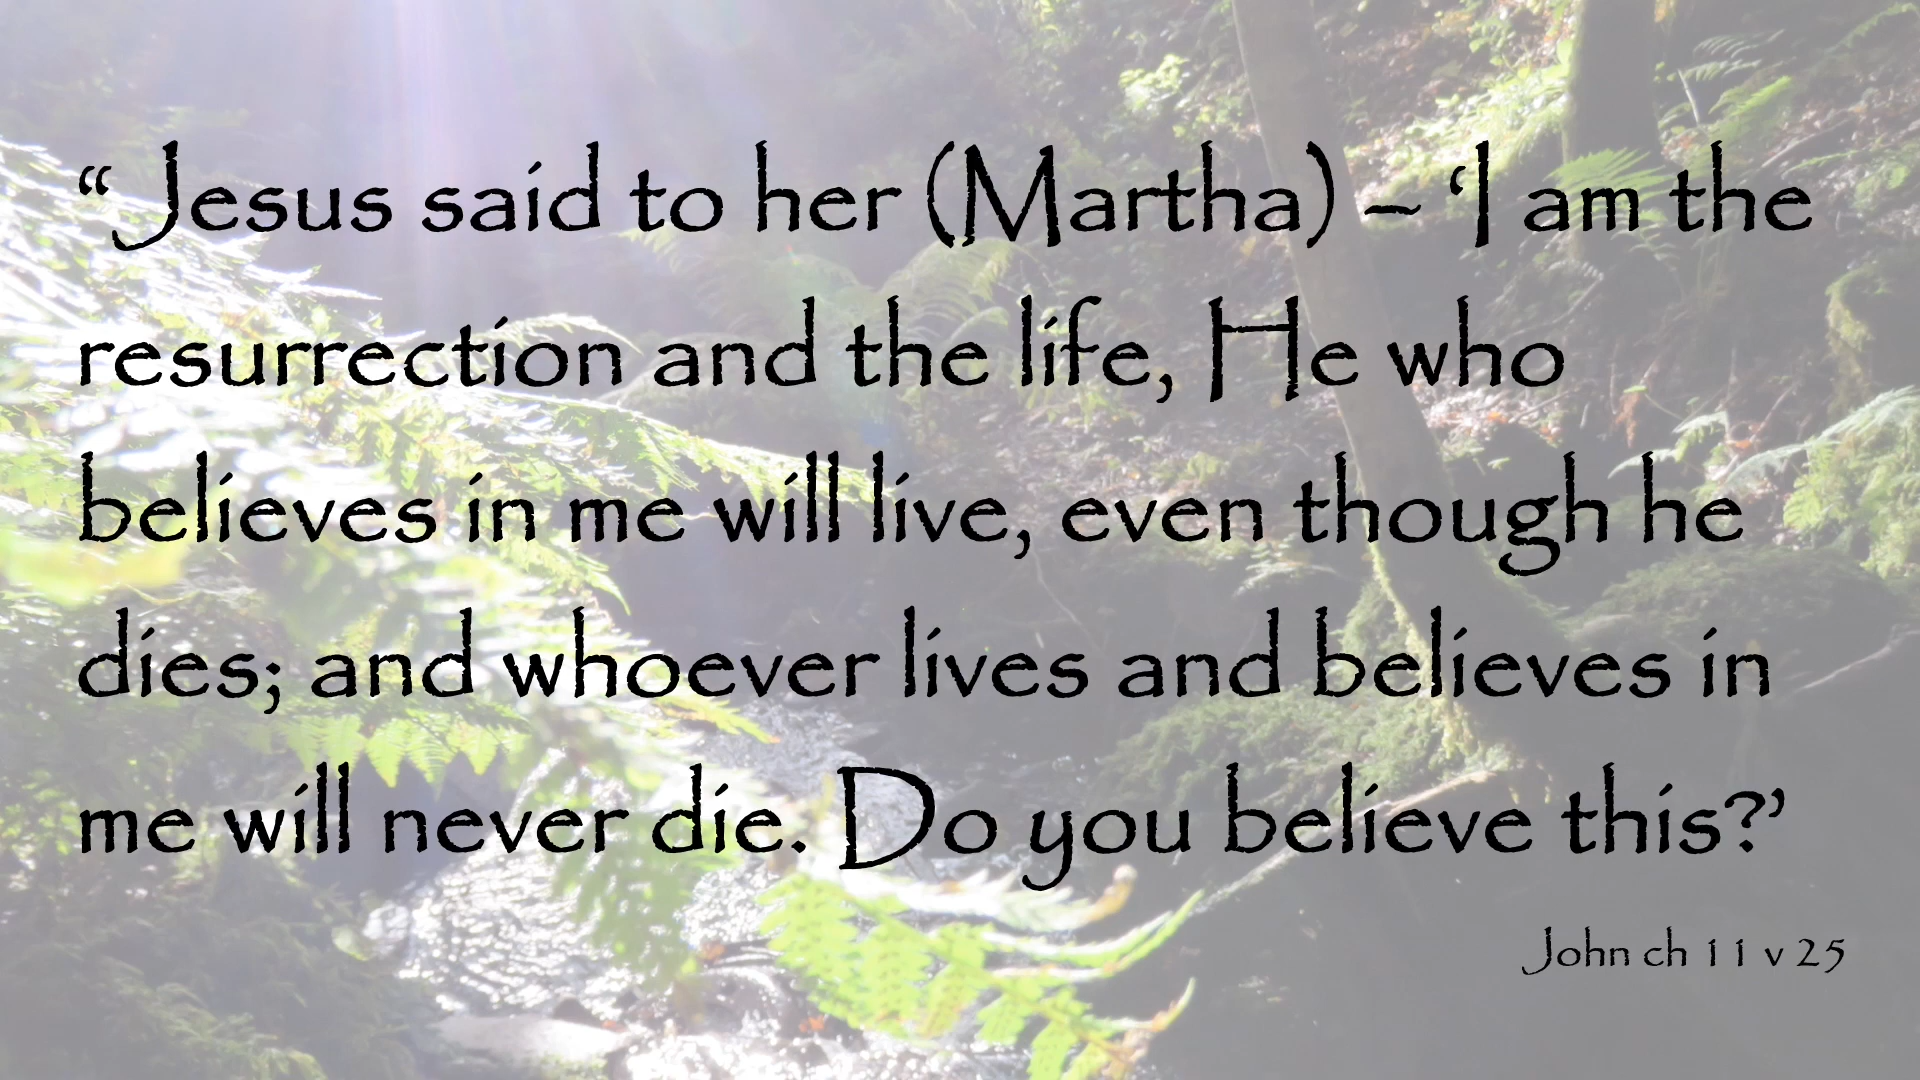 “Jesus said to her (Martha) – ‘I am the
resurrection and the life, He who
believes in me will live, even though he
dies; and whoever lives and believes in
me will never die. Do you believe this?’
John ch 11 v 25